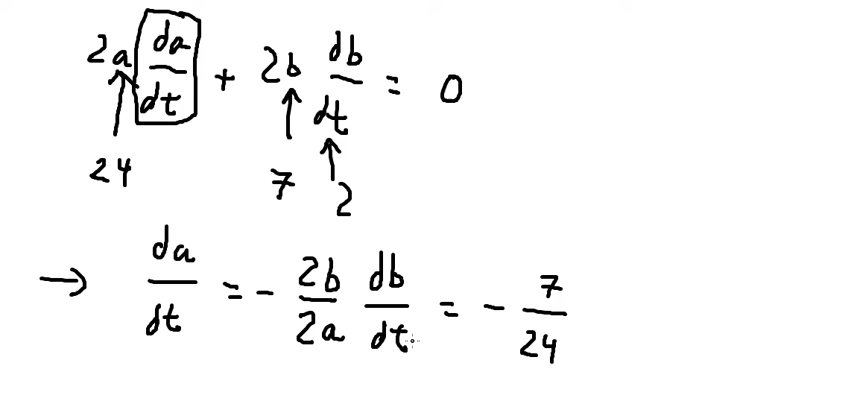 2a da/dt + 2b db/dt = 0
24 7 2
→ da/dt = - 2b/2a db/dt = - 7/24